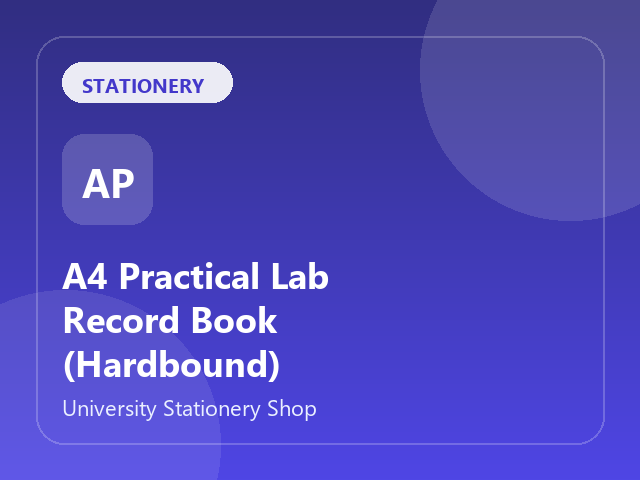 STATIONERY
AP
A4 Practical Lab
Record Book
(Hardbound)
University Stationery Shop